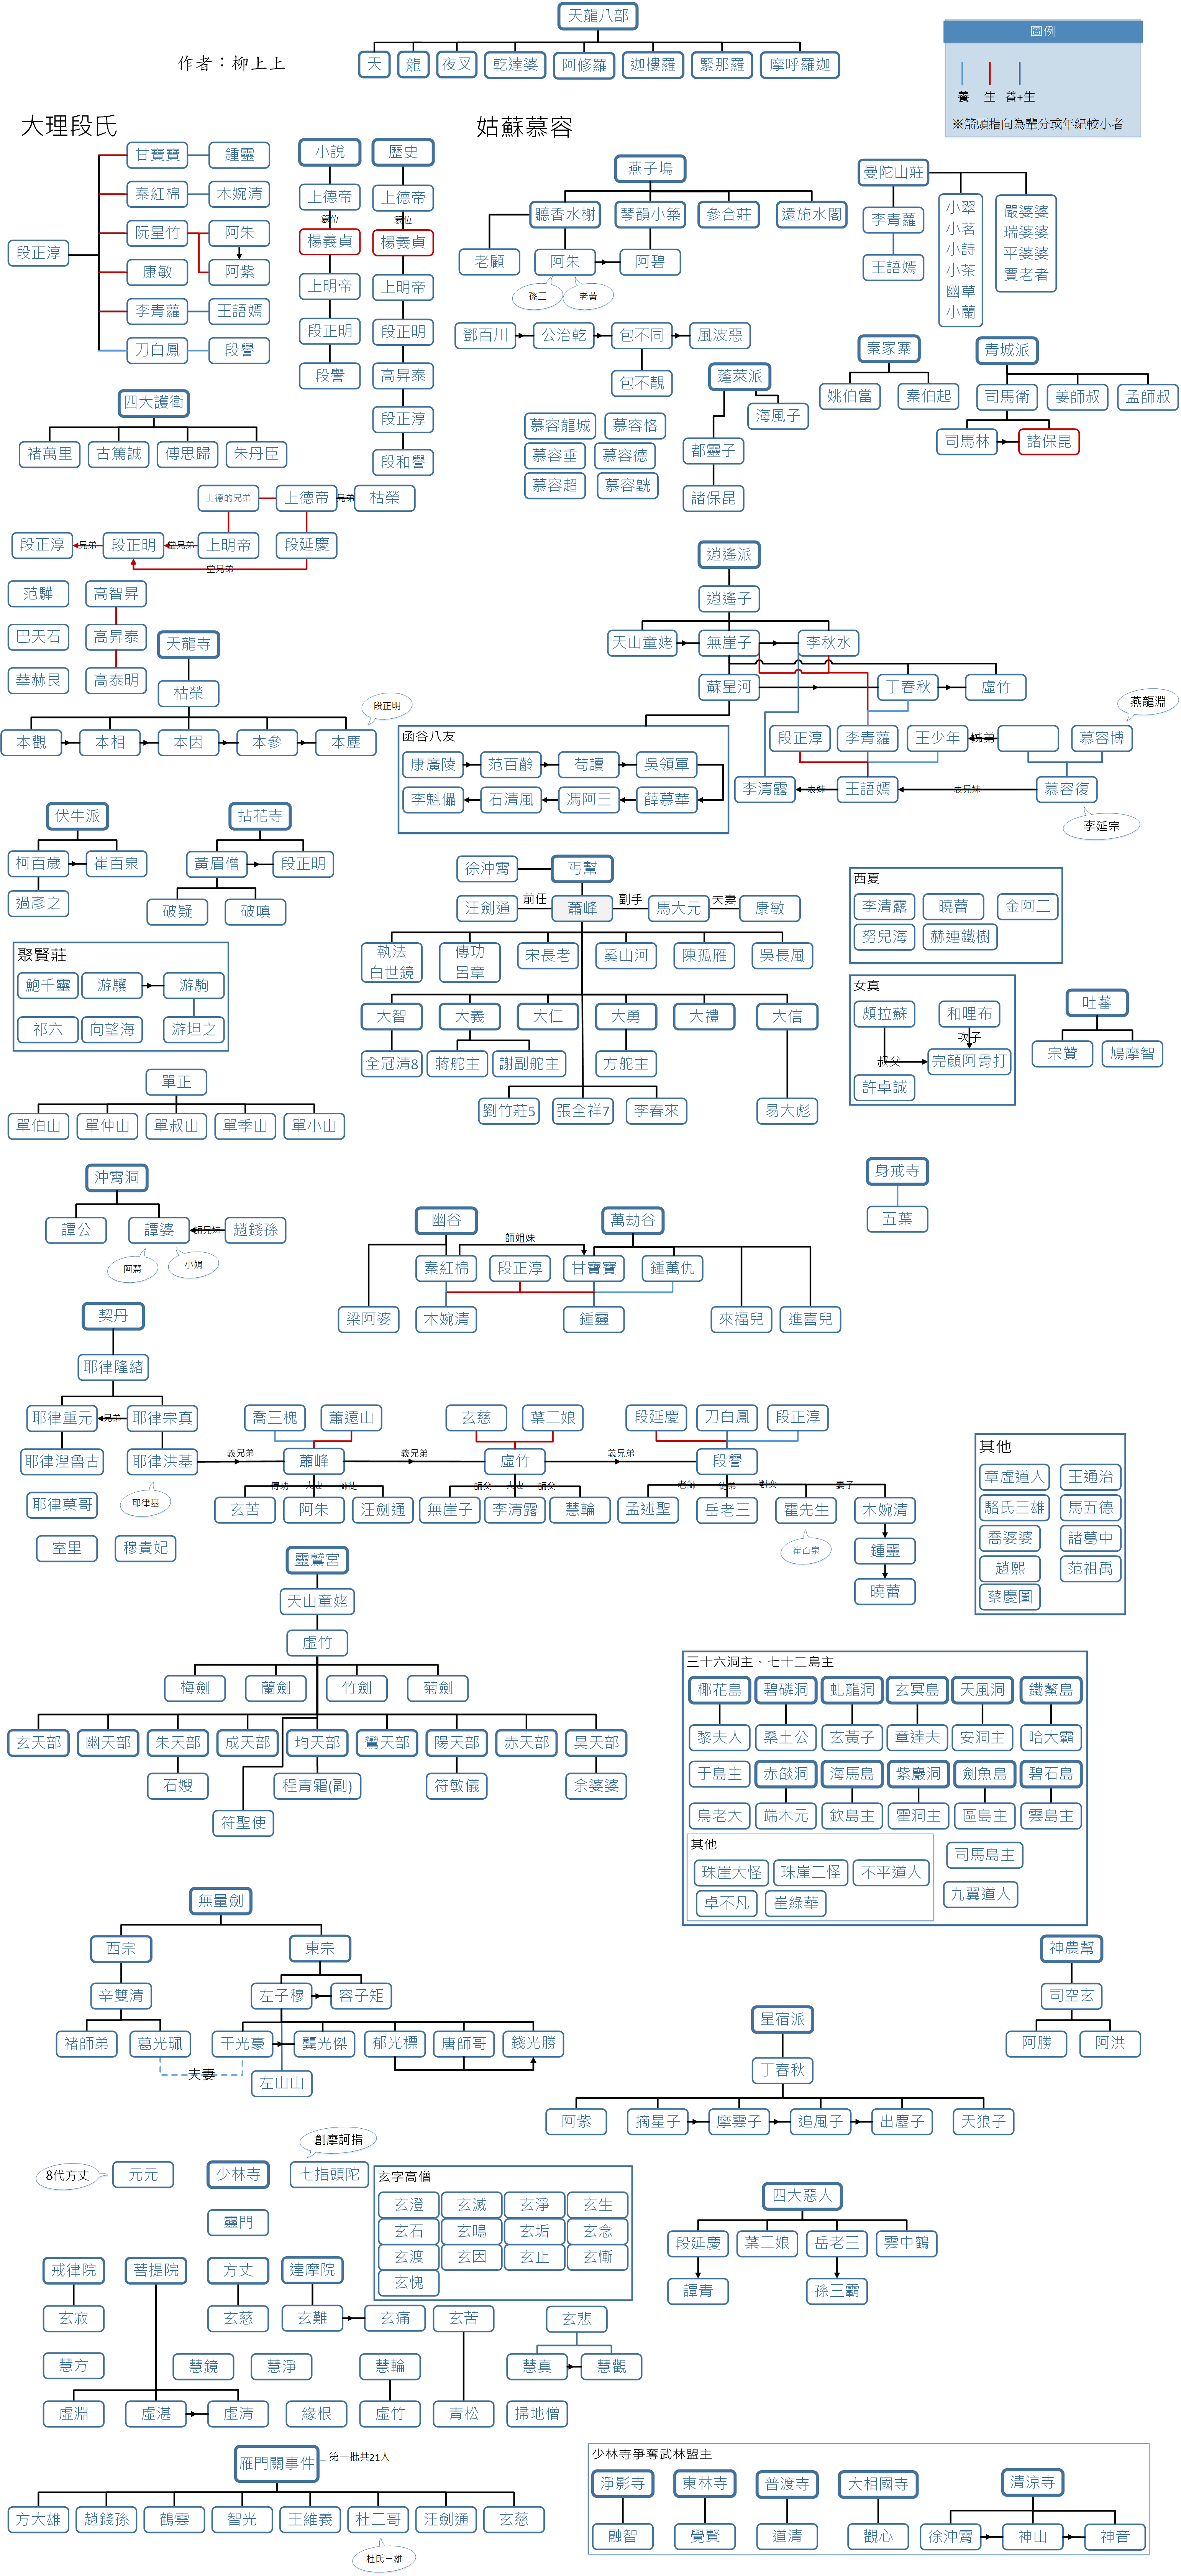 天龍八部
作者：柳上上
天 龍 夜叉 乾達婆 阿修羅 迦樓羅 緊那羅 摩呼羅迦
圖例
養 生 養+生
※箭頭指向為輩分或年紀較小者
大理段氏
段正淳
甘寶寶 鍾靈
秦紅棉 木婉清
阮星竹 阿朱
康敏 阿紫
李青蘿 王語嫣
刀白鳳 段譽
小說
上德帝
篡位
楊義貞
上明帝
段正明
段譽
歷史
上德帝
篡位
楊義貞
上明帝
段正明
高昇泰
段正淳
段和譽
四大護衛
褚萬里 古篤誠 傅思歸 朱丹臣
上德的兄弟 上德帝 兄弟 枯榮
段正淳 兄弟 段正明 堂兄弟 上明帝 段延慶
堂兄弟
范驊 高智昇
巴天石 高昇泰
華赫艮 高泰明
天龍寺
枯榮
段正明
本觀 本相 本因 本參 本塵
姑蘇慕容
燕子塢
聽香水榭 琴韻小築 參合莊 還施水閣
老顧 阿朱 阿碧
孫三 老黃
鄧百川 公冶乾 包不同 風波惡
包不靚
慕容龍城 慕容恪
慕容垂 慕容德
慕容超 慕容皝
蓬萊派
海風子
都靈子
諸保昆
曼陀山莊
李青蘿
王語嫣
小翠
小茗
小詩
小茶
幽草
小蘭
嚴婆婆
瑞婆婆
平婆婆
賈老者
秦家寨
姚伯當 秦伯起
青城派
司馬衛 姜師叔 孟師叔
司馬林 諸保昆
逍遙派
逍遙子
天山童姥 無崖子 李秋水
蘇星河 丁春秋 虛竹
函谷八友
康廣陵 范百齡 苟讀 吳領軍
李魁儡 石清風 馮阿三 薛慕華
燕龍淵
段正淳 李青蘿 王少年 姊弟 慕容博
李清露 表妹 王語嫣 表兄妹 慕容復
李延宗
伏牛派
柯百歲 崔百泉
過彥之
拈花寺
黃眉僧 段正明
破疑 破嗔
聚賢莊
鮑千靈 游驥 游駒
祁六 向望海 游坦之
單正
單伯山 單仲山 單叔山 單季山 單小山
徐沖霄 丐幫
汪劍通 前任 蕭峰 副手 馬大元 夫妻 康敏
執法
白世鏡
傳功
呂章
宋長老 奚山河 陳孤雁 吳長風
大智 大義 大仁 大勇 大禮 大信
全冠清8 蔣舵主 謝副舵主 方舵主
劉竹莊5 張全祥7 李春來 易大彪
西夏
李清露 曉蕾 金阿二
努兒海 赫連鐵樹
女真
頗拉蘇 和哩布
次子
叔父 完顏阿骨打
許卓誠
吐蕃
宗贊 鳩摩智
沖霄洞
譚公 譚婆 師兄妹 趙錢孫
阿慧 小娟
幽谷 萬劫谷
師姐妹
秦紅棉 段正淳 甘寶寶 鍾萬仇
梁阿婆 木婉清 鍾靈 來福兒 進喜兒
身戒寺
五葉
契丹
耶律隆緒
耶律重元 兄弟 耶律宗真
耶律涅魯古 耶律洪基
耶律莫哥 耶律基
室里 穆貴妃
喬三槐 蕭遠山 玄慈 葉二娘 段延慶 刀白鳳 段正淳
義兄弟 蕭峰 義兄弟 虛竹 義兄弟 段譽
傳功 夫妻 師徒 師父 夫妻 師父 老師 徒弟 對奕 妻子
玄苦 阿朱 汪劍通 無崖子 李清露 慧輪 孟述聖 岳老三 霍先生 木婉清
崔百泉
鍾靈
曉蕾
其他
章虛道人 王通治
駱氏三雄 馬五德
喬婆婆 諸葛中
趙熙 范祖禹
蔡慶圖
靈鷲宮
天山童姥
虛竹
梅劍 蘭劍 竹劍 菊劍
玄天部 幽天部 朱天部 成天部 均天部 鸞天部 陽天部 赤天部 昊天部
石嫂 程青霜(副) 符敏儀 余婆婆
符聖使
三十六洞主、七十二島主
椰花島 碧磷洞 虬龍洞 玄冥島 天風洞 鐵鰲島
黎夫人 桑土公 玄黃子 章達夫 安洞主 哈大霸
于島主 赤燄洞 海馬島 紫巖洞 劍魚島 碧石島
烏老大 端木元 欽島主 霍洞主 區島主 雲島主
其他
珠崖大怪 珠崖二怪 不平道人
卓不凡 崔綠華
司馬島主
九翼道人
無量劍
西宗 東宗
辛雙清 左子穆 容子矩
褚師弟 葛光珮 干光豪 龔光傑 郁光標 唐師哥 錢光勝
夫妻 左山山
神農幫
司空玄
阿勝 阿洪
星宿派
丁春秋
阿紫 摘星子 摩雲子 追風子 出塵子 天狼子
創摩訶指
8代方丈 元元 少林寺 七指頭陀
靈門
戒律院 菩提院 方丈 達摩院
玄寂 玄慈 玄難 玄痛 玄苦 玄悲
慧方 慧鏡 慧淨 慧輪 慧真 慧觀
虛淵 虛湛 虛清 緣根 虛竹 青松 掃地僧
玄字高僧
玄澄 玄滅 玄淨 玄生
玄石 玄鳴 玄垢 玄念
玄渡 玄因 玄止 玄慚
玄愧
四大惡人
段延慶 葉二娘 岳老三 雲中鶴
譚青 孫三霸
雁門關事件 第一批共21人
方大雄 趙錢孫 鶴雲 智光 王維義 杜二哥 汪劍通 玄慈
杜氏三雄
少林寺爭奪武林盟主
淨影寺 東林寺 普渡寺 大相國寺 清涼寺
融智 覺賢 道清 觀心 徐沖霄 神山 神音